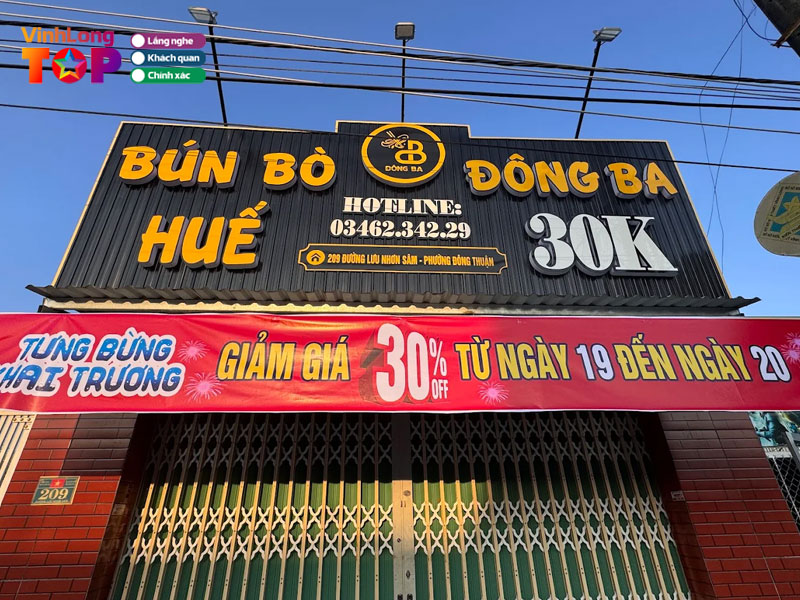 VinhLong
TOP
Lắng nghe
Khách quan
Chính xác
BÚN BÒ
HUẾ
ĐB
ĐÔNG BA
ĐÔNG BA
HOTLINE:
03462.342.29
30K
209 ĐƯỜNG LƯU NHƠN SÂM - PHƯỜNG ĐÔNG THUẬN
TƯNG BỪNG
KHAI TRƯƠNG
GIẢM GIÁ 30% OFF TỪ NGÀY 19 ĐẾN NGÀY 20
209